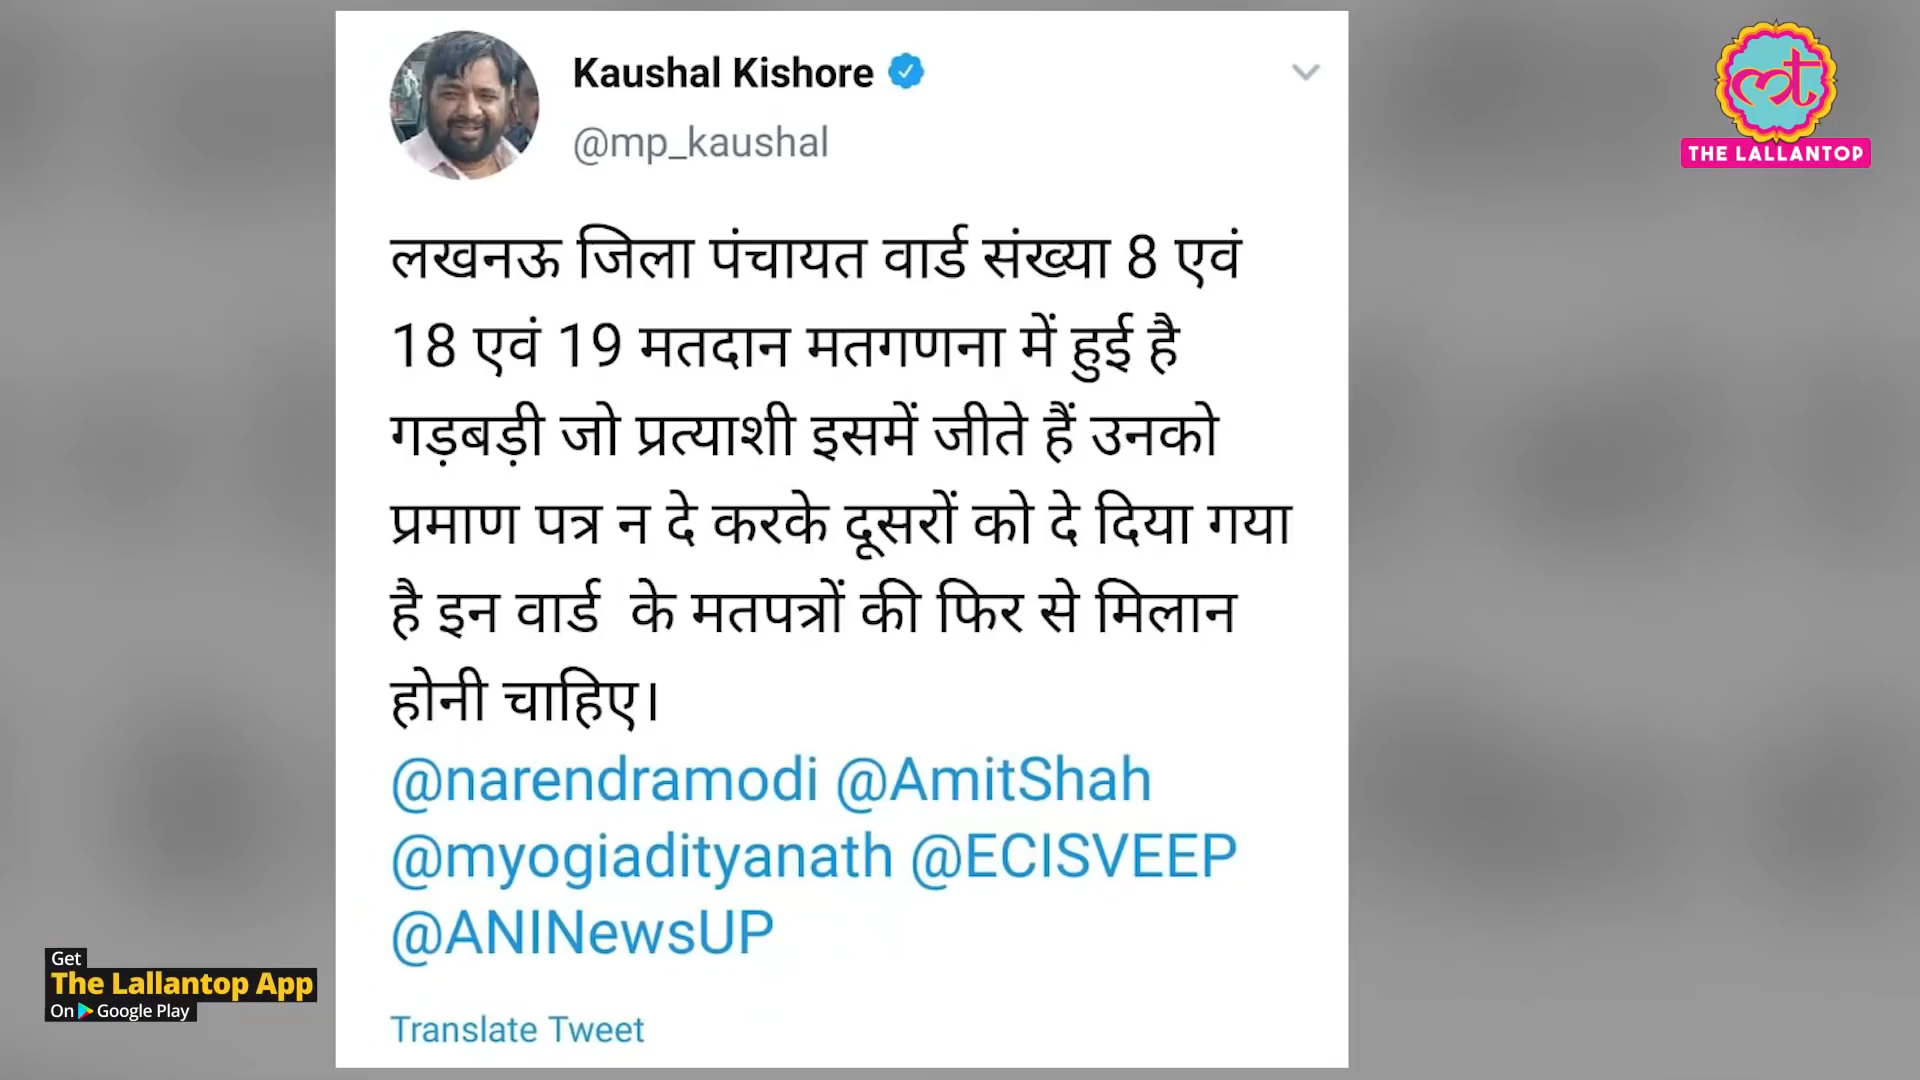 Kaushal Kishore
@mp_kaushal
लखनऊ जिला पंचायत वार्ड संख्या 8 एवं
18 एवं 19 मतदान मतगणना में हुई है
गड़बड़ी जो प्रत्याशी इसमें जीते हैं उनको
प्रमाण पत्र न दे करके दूसरों को दे दिया गया
है इन वार्ड के मतपत्रों की फिर से मिलान
होनी चाहिए।
@narendramodi @AmitShah
@myogiadityanath @ECISVEEP
@ANINewsUP
Translate Tweet
लाt
THE LALLANTOP
Get
The Lallantop App
On Google Play